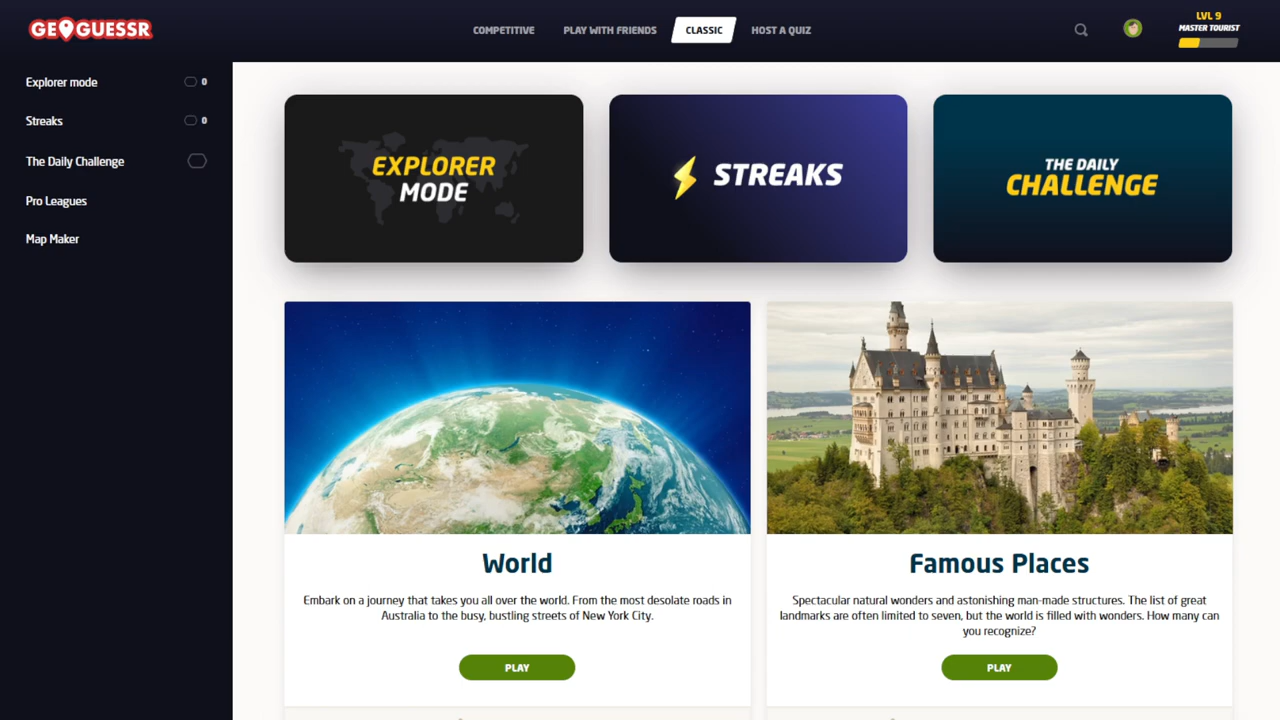 GEOGUESSR
COMPETITIVE
PLAY WITH FRIENDS
CLASSIC
HOST A QUIZ
LVL 9
MASTER TOURIST
Explorer mode 0
Streaks 0
The Daily Challenge
Pro Leagues
Map Maker
EXPLORER
MODE
STREAKS
THE DAILY
CHALLENGE
World
Embark on a journey that takes you all over the world. From the most desolate roads in
Australia to the busy, bustling streets of New York City.
PLAY
Famous Places
Spectacular natural wonders and astonishing man-made structures. The list of great
landmarks are often limited to seven, but the world is filled with wonders. How many can
you recognize?
PLAY